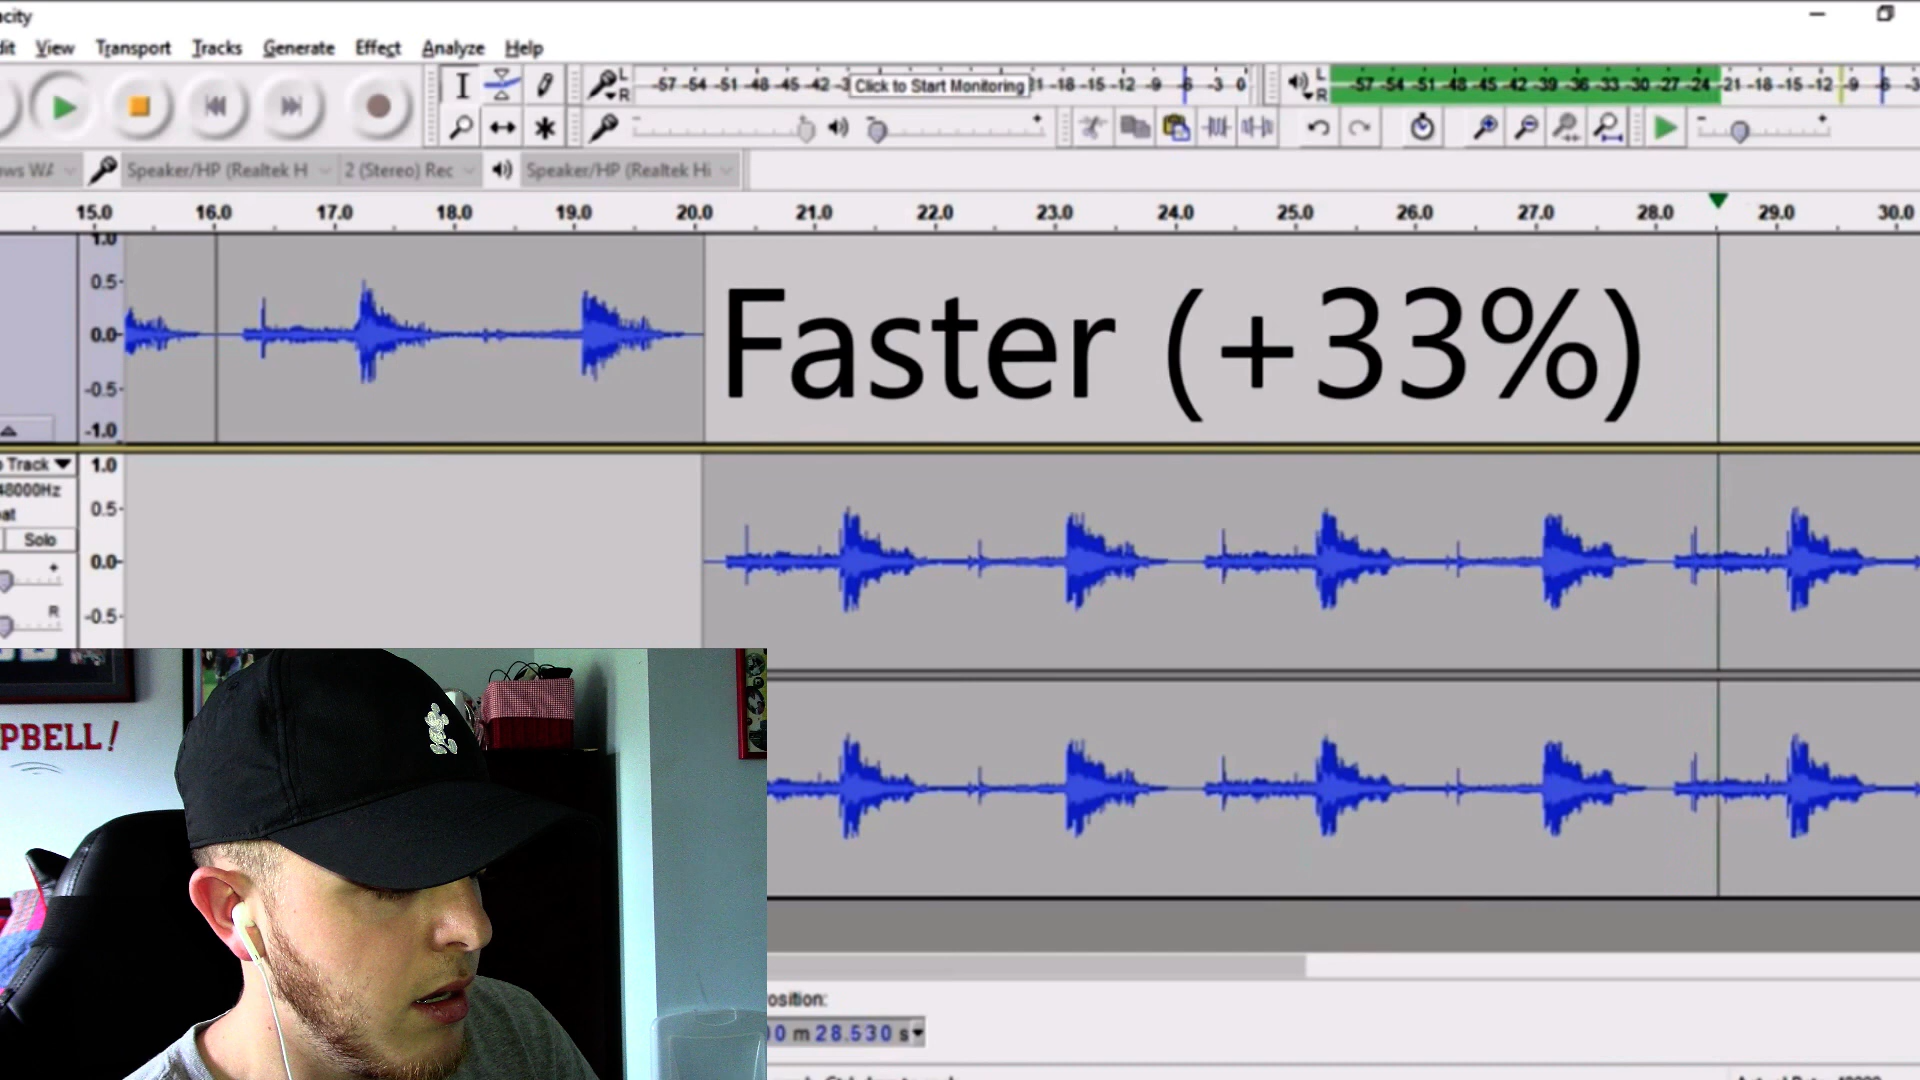 acity
dit View Transport Tracks Generate Effect Analyze Help
L R -57 -54 -51 -48 -45 -42 -3 Click to Start Monitoring 1 -18 -15 -12 -9 -6 -3 0 L R -57 -54 -51 -48 -45 -42 -39 -36 -33 -30 -27 -24 -21 -18 -15 -12 -9 -6 -3
ows WA Speaker/HP (Realtek H 2 (Stereo) Rec Speaker/HP (Realtek Hi
15.0 16.0 17.0 18.0 19.0 20.0 21.0 22.0 23.0 24.0 25.0 26.0 27.0 28.0 29.0 30.0
1.0
0.5
0.0
-0.5
-1.0
Faster (+33%)
o Track 1.0
48000Hz 0.5
at
Solo
0.0
R -0.5
PBELL!
osition:
00 m 28.530 s